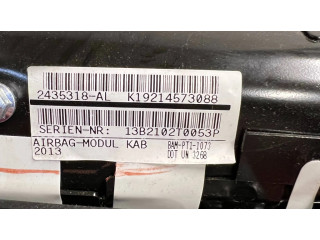 2435318-AL K19214573088
SERIEN-NR: 13B2102T0053P
AIRBAG-MODUL KAB BAM-PT1-1073
2013 DOT UN 3268